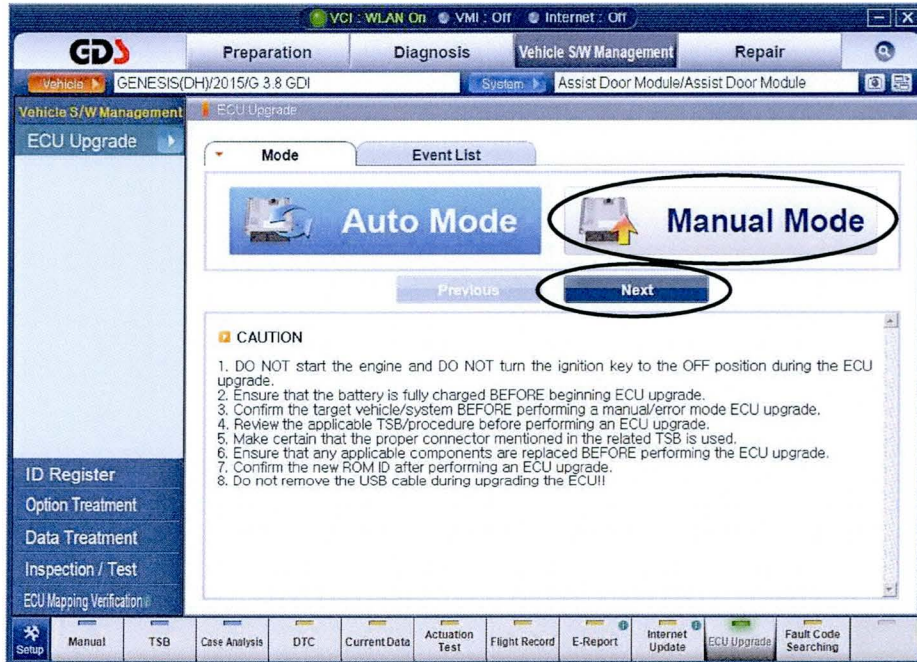 VCI : WLAN On VMI : Off Internet : Off
GDS Preparation Diagnosis Vehicle S/W Management Repair
Vehicle GENESIS(DH)/2015/G 3.8 GDI System Assist Door Module/Assist Door Module
Vehicle S/W Management ECU Upgrade
ECU Upgrade
Mode Event List
Auto Mode Manual Mode
Previous Next
CAUTION
1. DO NOT start the engine and DO NOT turn the ignition key to the OFF position during the ECU
upgrade.
2. Ensure that the battery is fully charged BEFORE beginning ECU upgrade.
3. Confirm the target vehicle/system BEFORE performing a manual/error mode ECU upgrade.
4. Review the applicable TSB/procedure before performing an ECU upgrade.
5. Make certain that the proper connector mentioned in the related TSB is used.
6. Ensure that any applicable components are replaced BEFORE performing the ECU upgrade.
7. Confirm the new ROM ID after performing an ECU upgrade.
8. Do not remove the USB cable during upgrading the ECU!!
ID Register
Option Treatment
Data Treatment
Inspection / Test
ECU Mapping Verification
Setup Manual TSB Case Analysis DTC Current Data Actuation Test Flight Record E-Report Internet Update ECU Upgrade Fault Code Searching